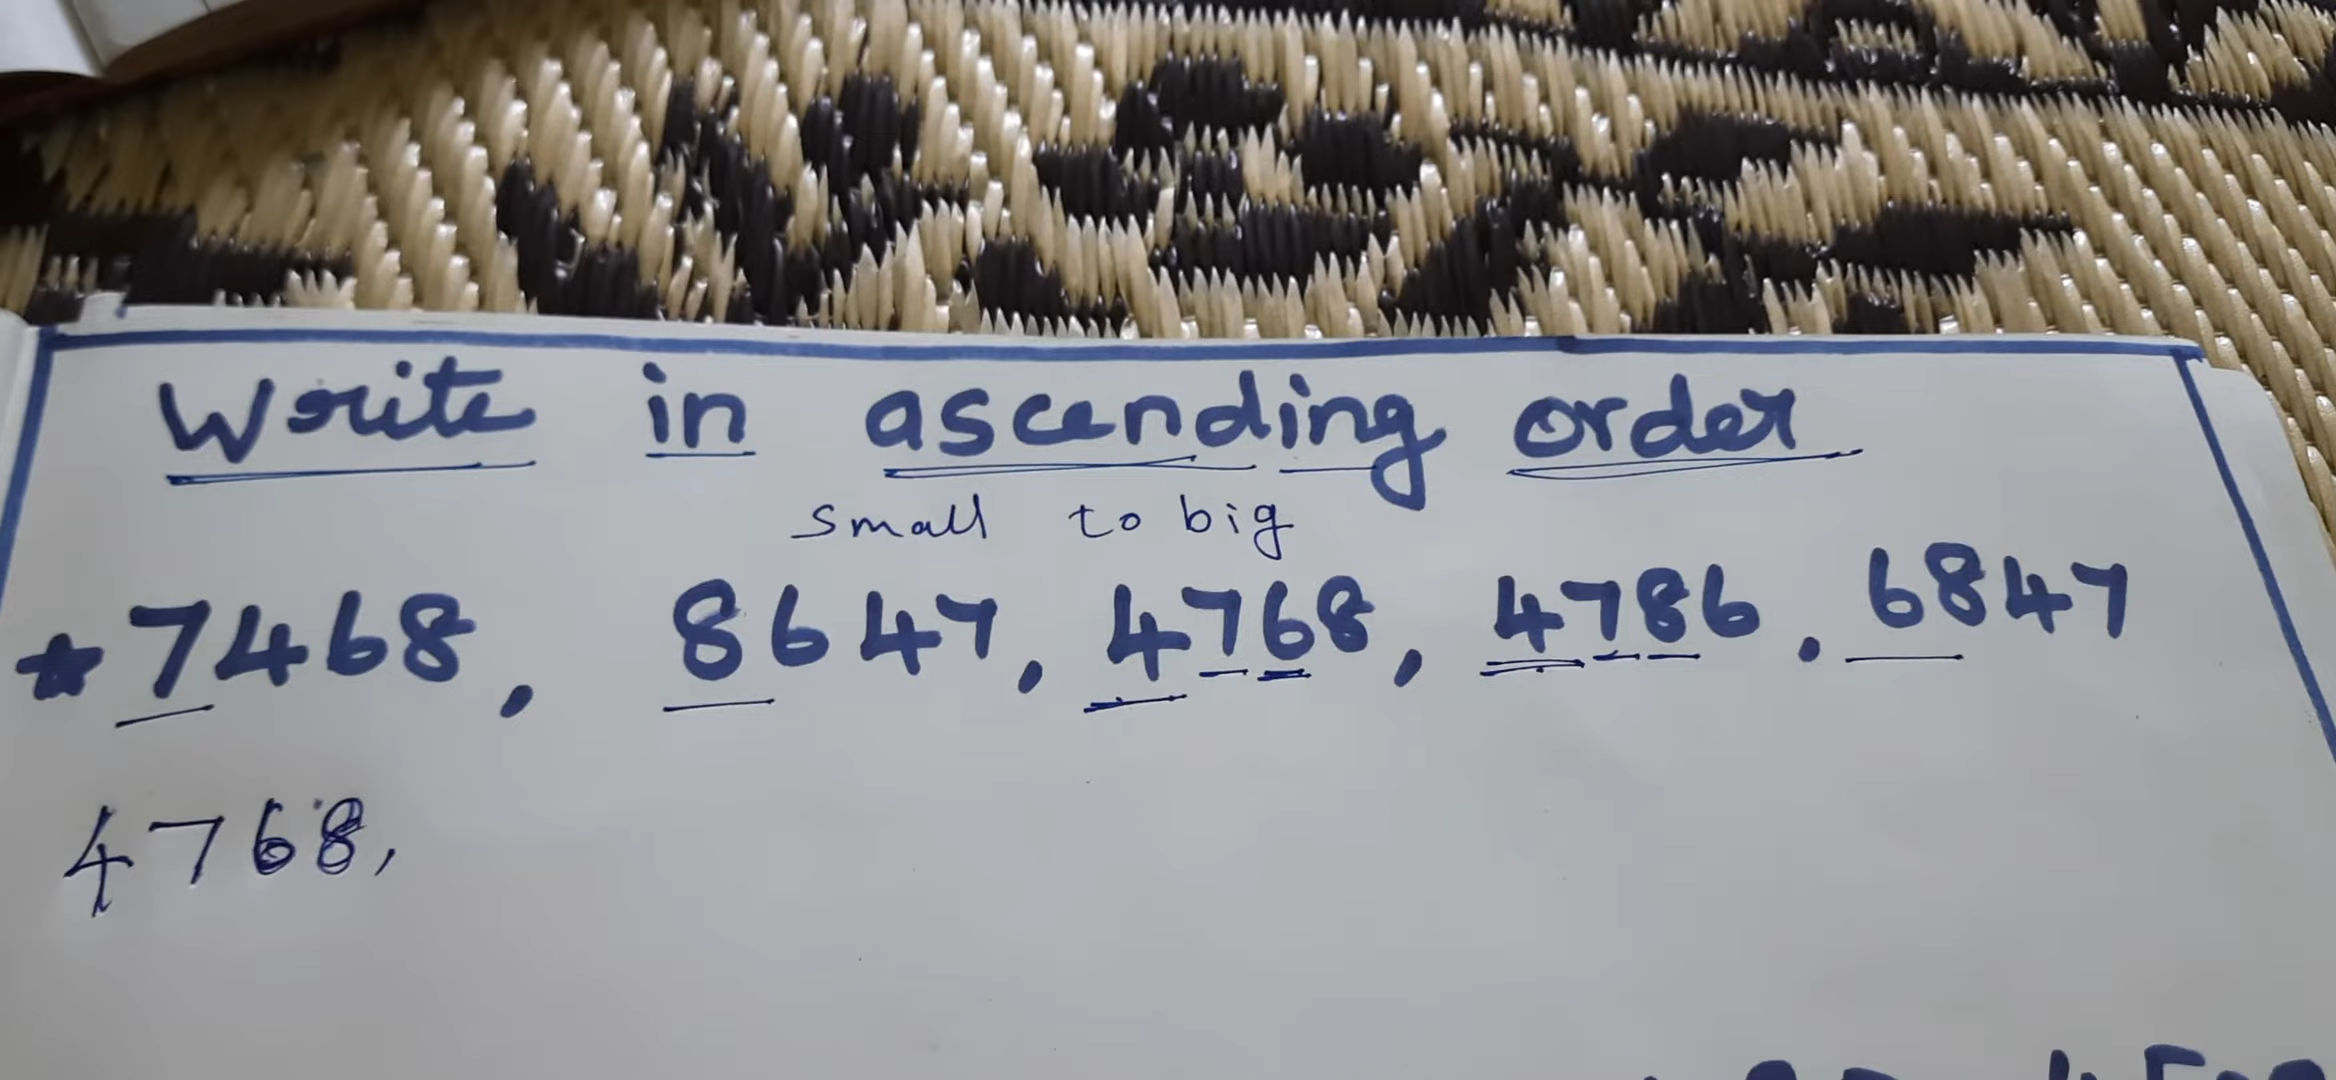 Write in ascending order
small to big
* 7468, 8647, 4768, 4786, 6847
4768,